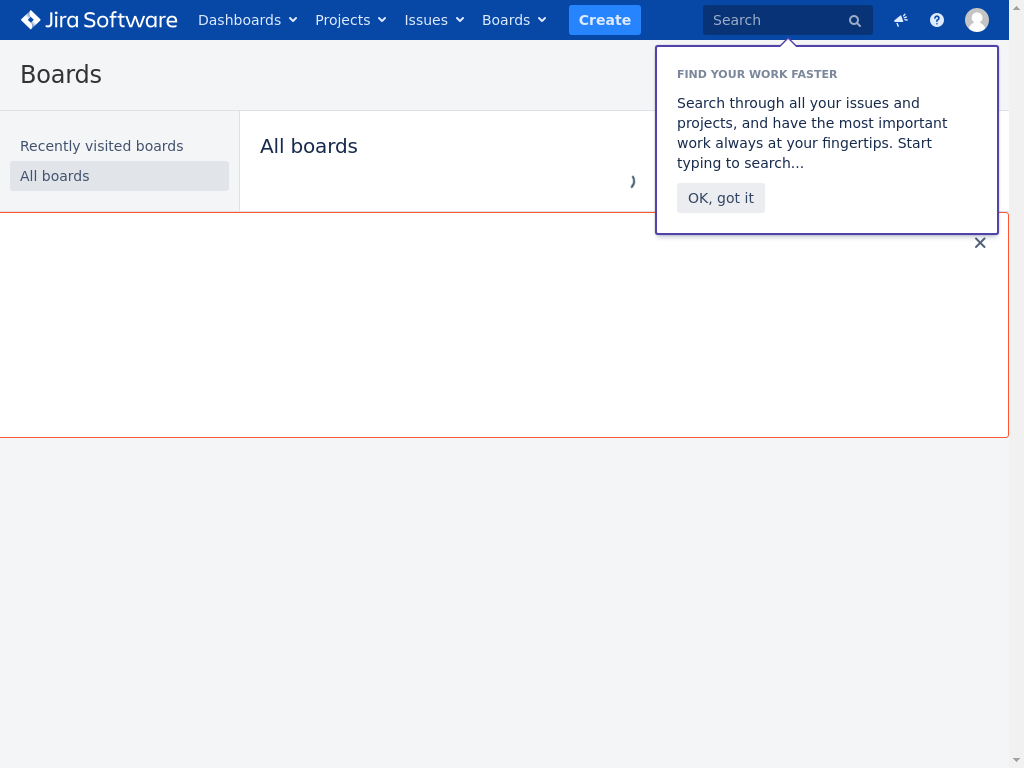 Jira Software Dashboards Projects Issues Boards Create Search
Boards
FIND YOUR WORK FASTER
Search through all your issues and
projects, and have the most important
work always at your fingertips. Start
typing to search...
OK, got it
Recently visited boards
All boards
All boards